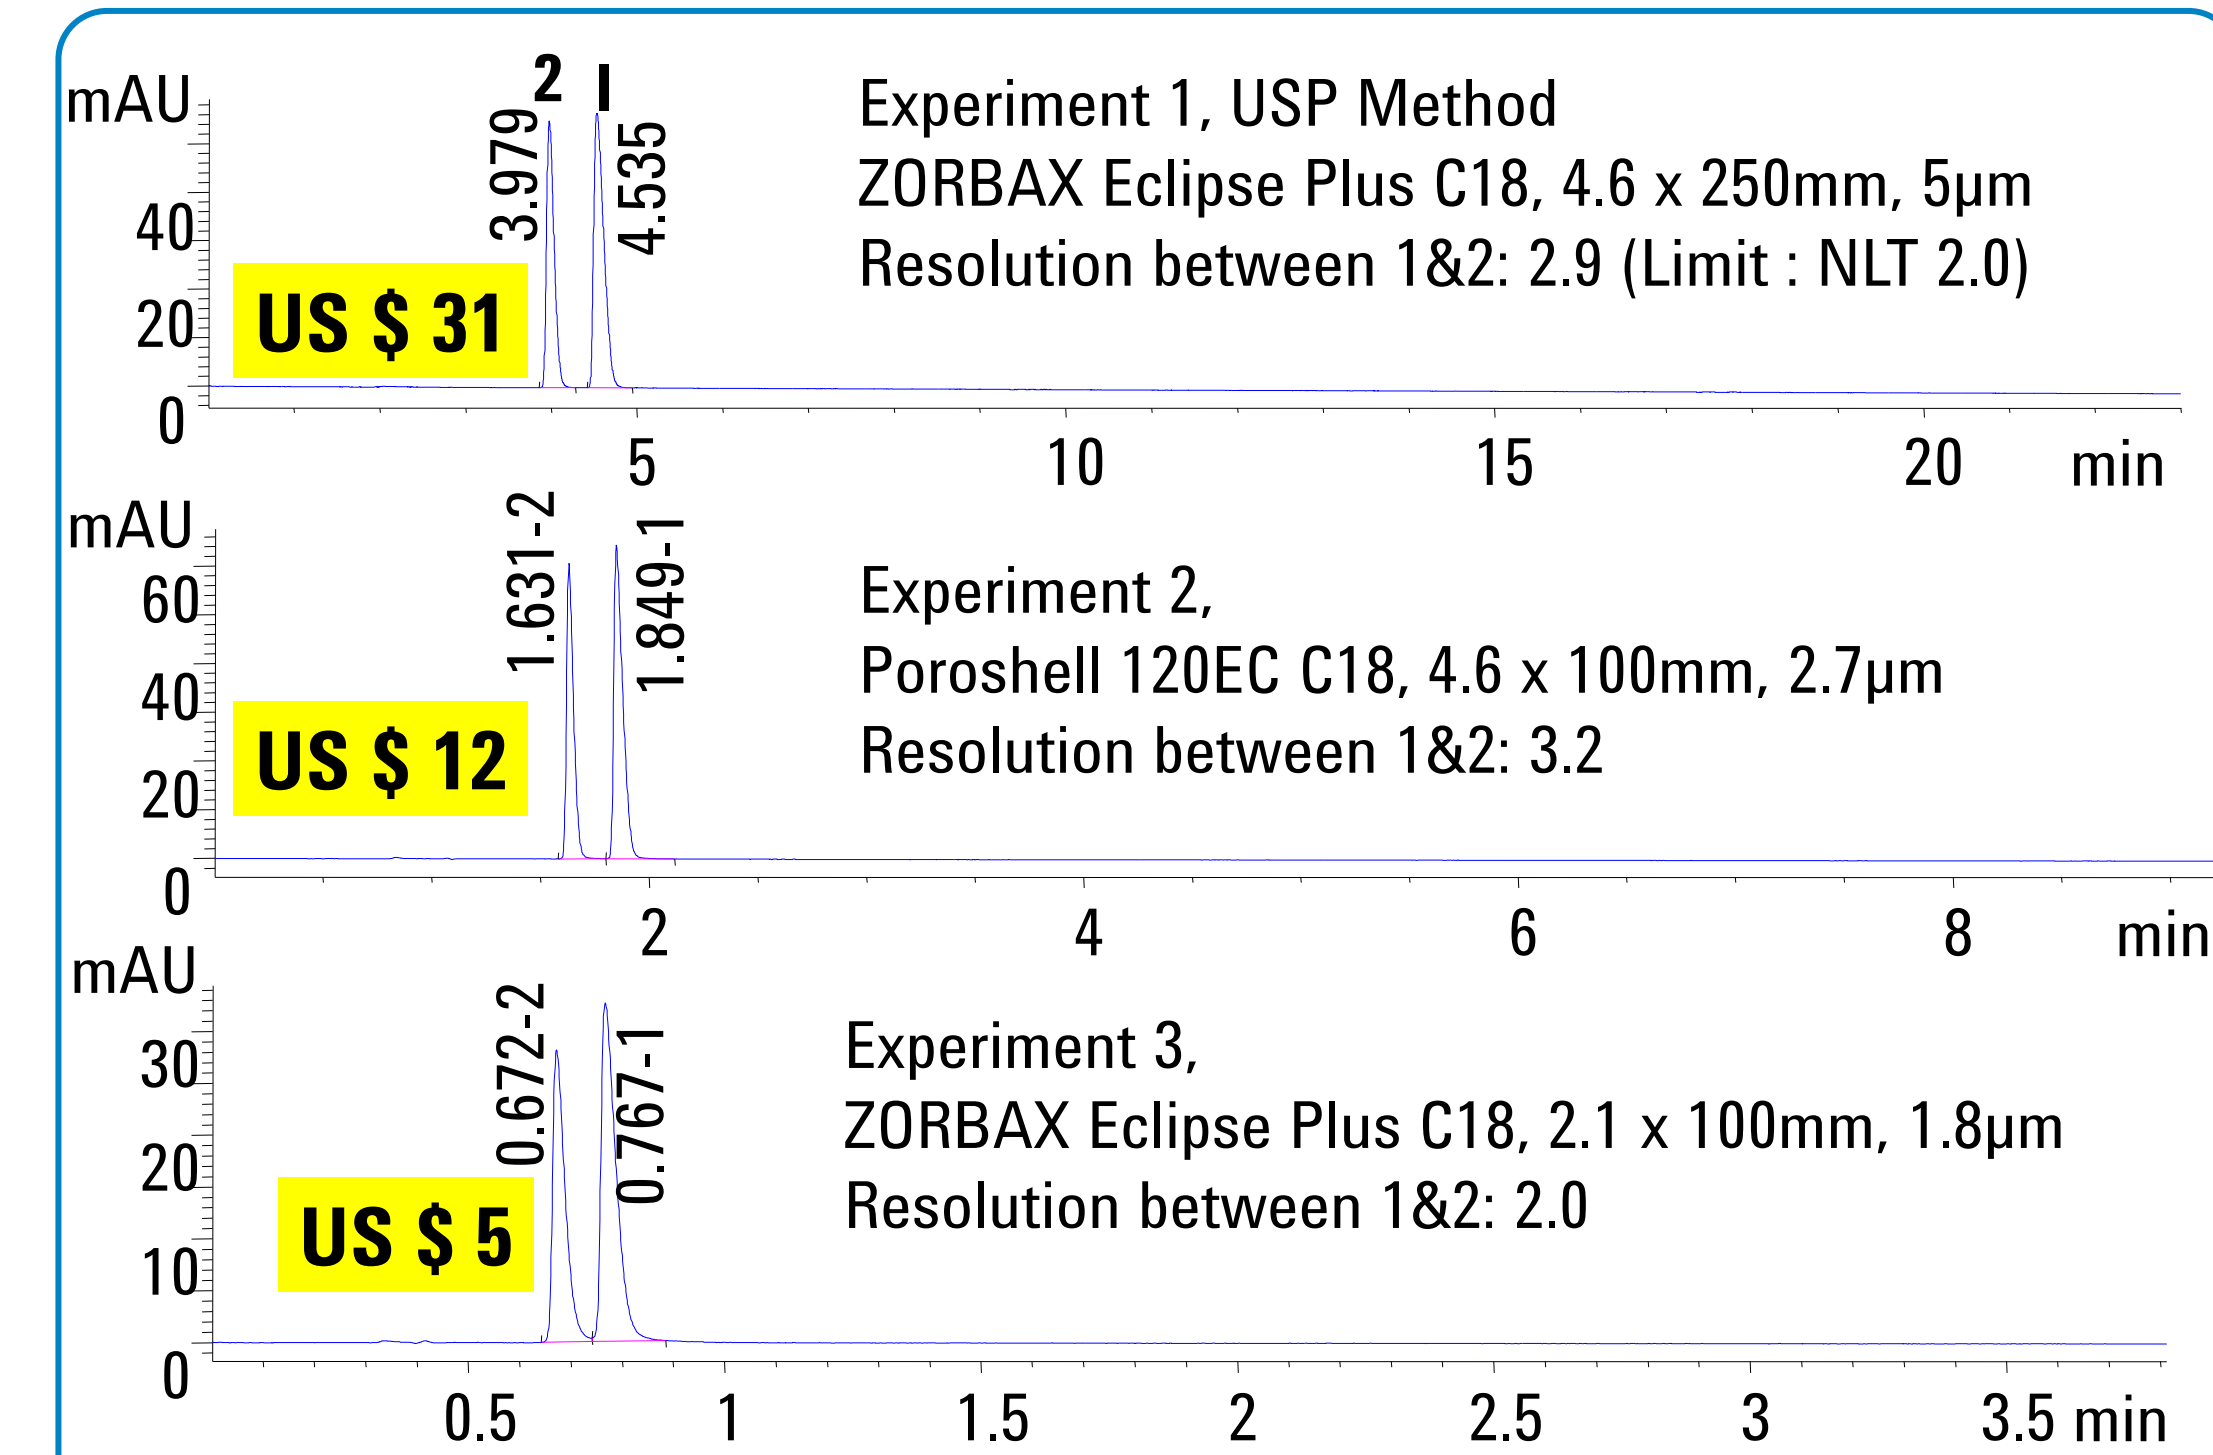 mAU
2
I
3.979
4.535
Experiment 1, USP Method
ZORBAX Eclipse Plus C18, 4.6 x 250mm, 5µm
Resolution between 1&2: 2.9 (Limit : NLT 2.0)
40
20
0
US $ 31
5 10 15 20 min
mAU
1.631-2
1.849-1
Experiment 2,
Poroshell 120EC C18, 4.6 x 100mm, 2.7µm
Resolution between 1&2: 3.2
60
40
20
0
US $ 12
2 4 6 8 min
mAU
0.672-2
0.767-1
Experiment 3,
ZORBAX Eclipse Plus C18, 2.1 x 100mm, 1.8µm
Resolution between 1&2: 2.0
30
20
10
0
US $ 5
0.5 1 1.5 2 2.5 3 3.5 min